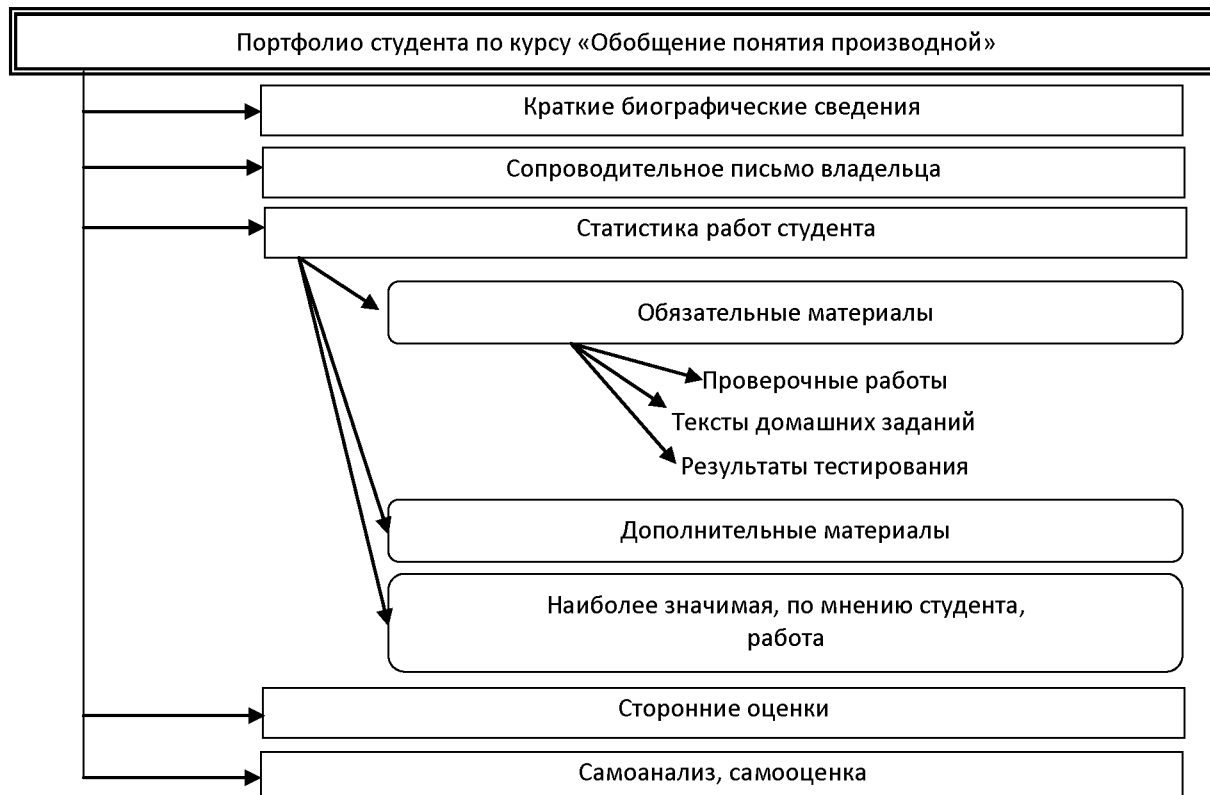 Портфолио студента по курсу «Обобщение понятия производной»
Краткие биографические сведения
Сопроводительное письмо владельца
Статистика работ студента
Обязательные материалы
Проверочные работы
Тексты домашних заданий
Результаты тестирования
Дополнительные материалы
Наиболее значимая, по мнению студента,
работа
Сторонние оценки
Самоанализ, самооценка